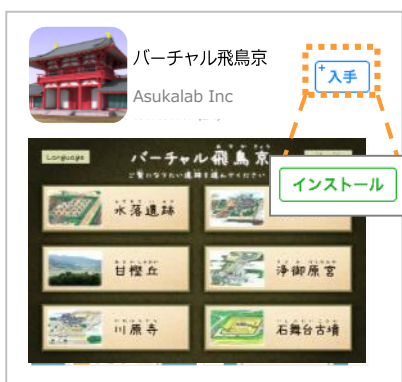 バーチャル飛鳥京
+入手
Asukalab Inc
Language
バーチャル飛鳥京
ご覧になりたい遺跡を選んでください
インストール
水落遺跡
甘樫丘
浄御原宮
川原寺
石舞台古墳